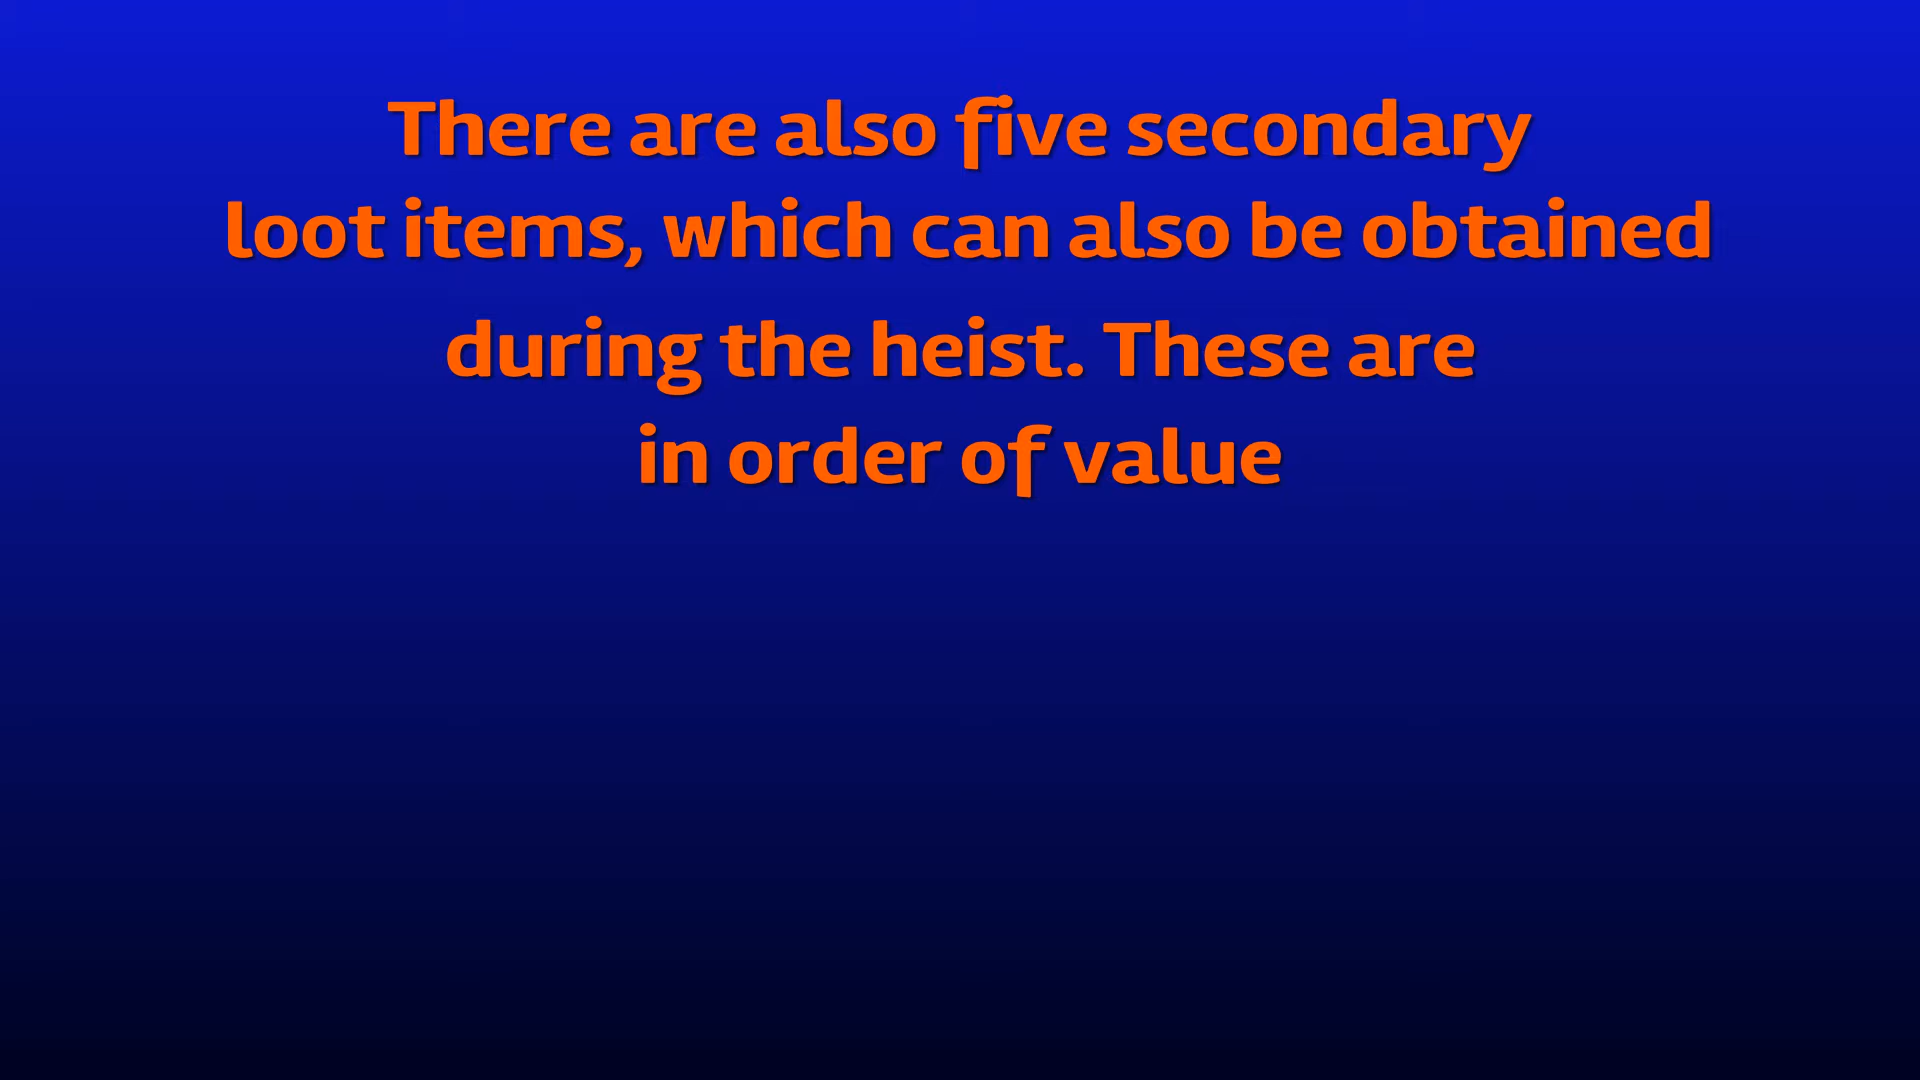 There are also five secondary
loot items, which can also be obtained
during the heist. These are
in order of value